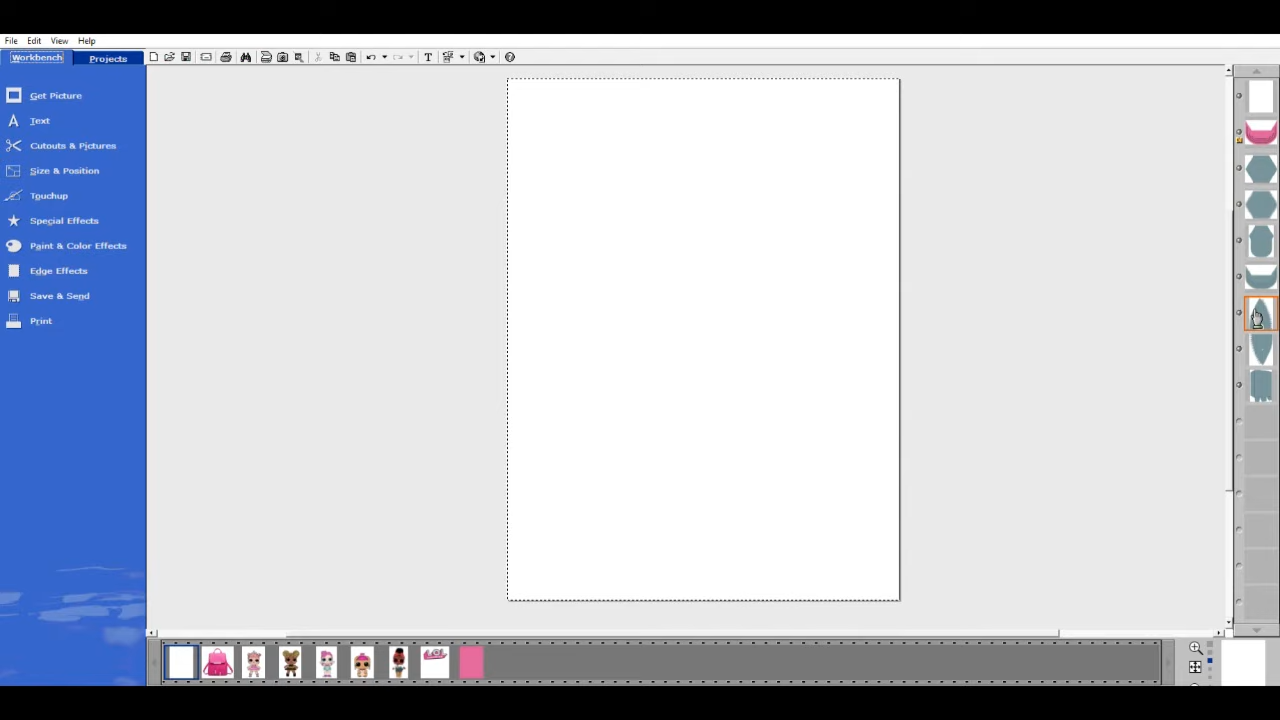 File Edit View Help
Workbench Projects
T
Get Picture
A Text
Cutouts & Pictures
Size & Position
Touchup
Special Effects
Paint & Color Effects
Edge Effects
Save & Send
Print